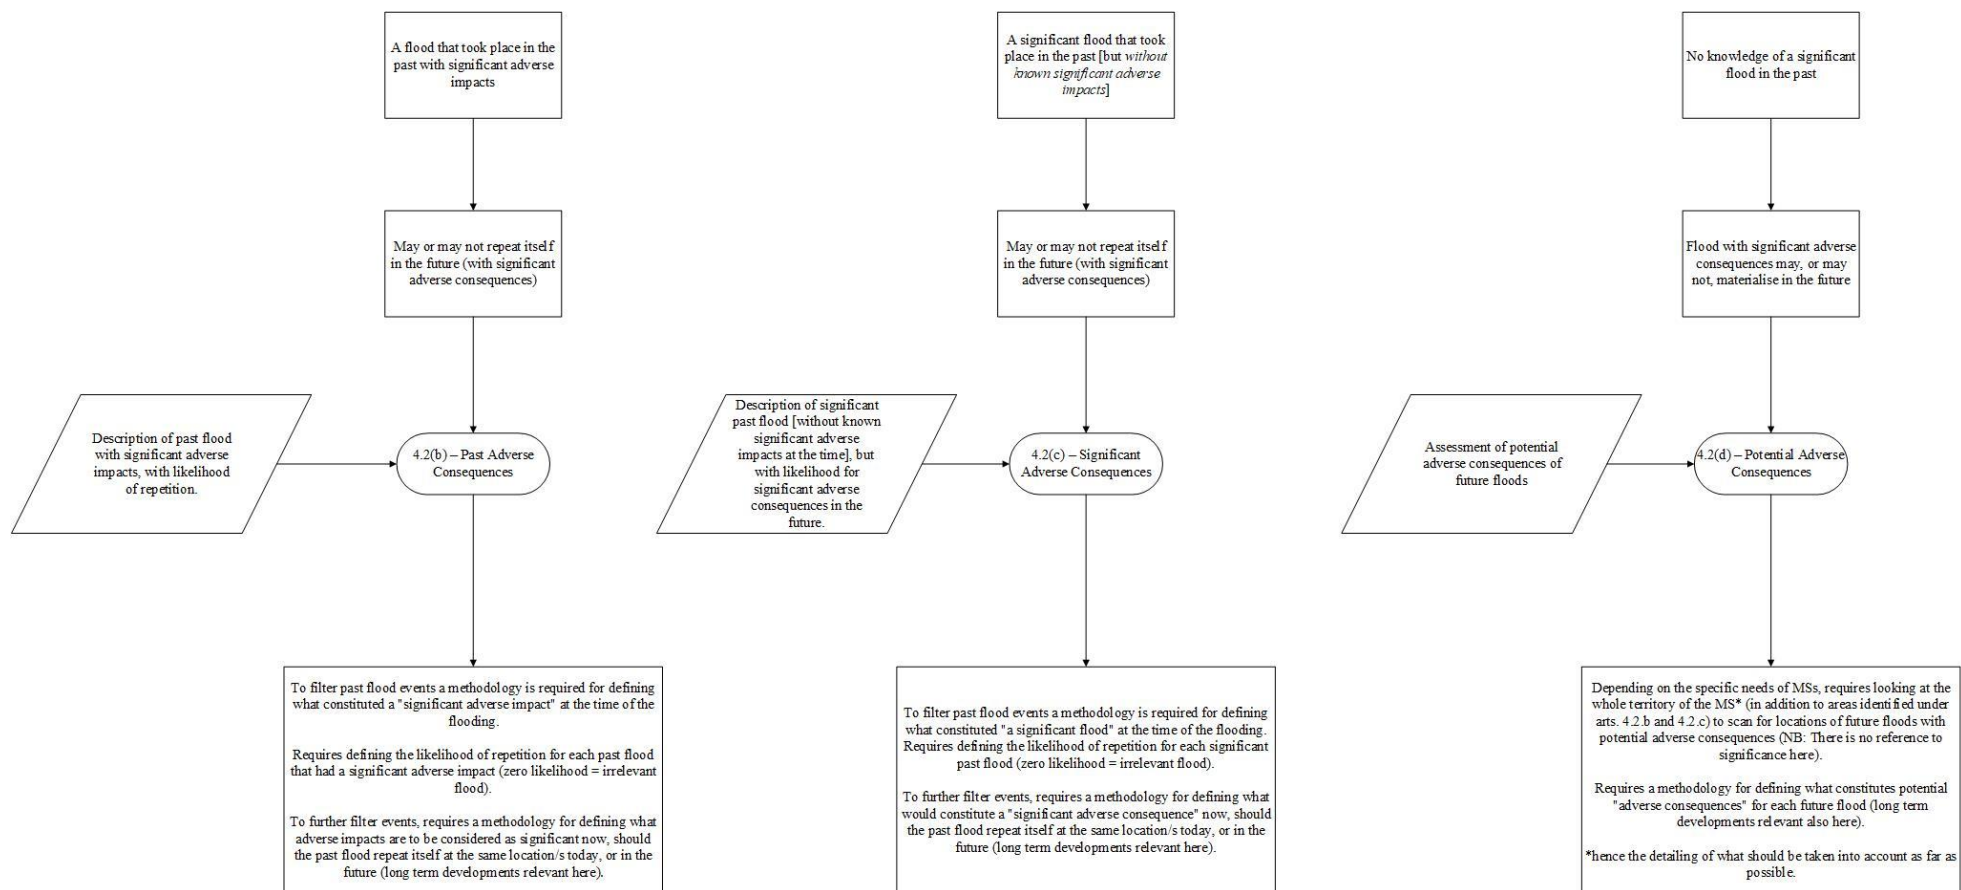 A flood that took place in the
past with significant adverse
impacts
May or may not repeat itself
in the future (with significant
adverse consequences)
Description of past flood
with significant adverse
impacts, with likelihood
of repetition.
4.2(b) – Past Adverse
Consequences
To filter past flood events a methodology is required for defining
what constituted a "significant adverse impact" at the time of the
flooding.
Requires defining the likelihood of repetition for each past flood
that had a significant adverse impact (zero likelihood = irrelevant
flood).
To further filter events, requires a methodology for defining what
adverse impacts are to be considered as significant now, should
the past flood repeat itself at the same location/s today, or in the
future (long term developments relevant here).
A significant flood that took
place in the past [but without
known significant adverse
impacts]
May or may not repeat itself
in the future (with significant
adverse consequences)
Description of significant
past flood [without known
significant adverse
impacts at the time], but
with likelihood for
significant adverse
consequences in the
future.
4.2(c) – Significant
Adverse Consequences
To filter past flood events a methodology is required for defining
what constituted "a significant flood" at the time of the flooding.
Requires defining the likelihood of repetition for each significant
past flood (zero likelihood = irrelevant flood).
To further filter events, requires a methodology for defining what
would constitute a "significant adverse consequence" now, should
the past flood repeat itself at the same location/s today, or in the
future (long term developments relevant here).
No knowledge of a significant
flood in the past
Flood with significant adverse
consequences may, or may
not, materialise in the future
Assessment of potential
adverse consequences of
future floods
4.2(d) – Potential Adverse
Consequences
Depending on the specific needs of MSs, requires looking at the
whole territory of the MS* (in addition to areas identified under
arts. 4.2.b and 4.2.c) to scan for locations of future floods with
potential adverse consequences (NB: There is no reference to
significance here).
Requires a methodology for defining what constitutes potential
"adverse consequences" for each future flood (long term
developments relevant also here).
*hence the detailing of what should be taken into account as far as
possible.